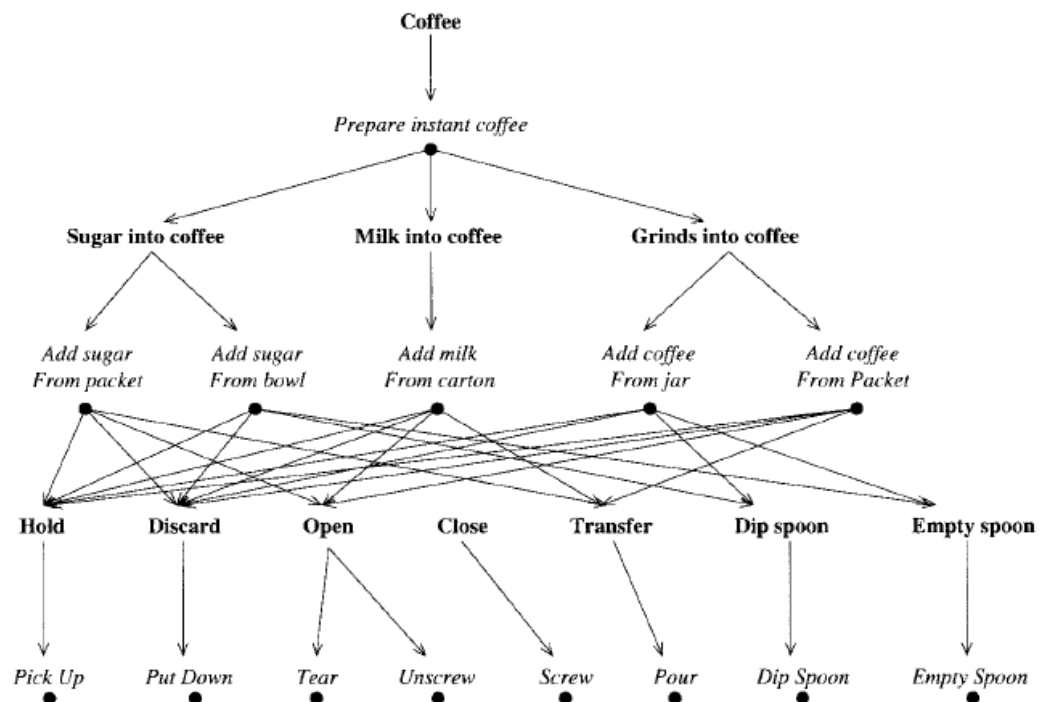 Coffee
Prepare instant coffee
Sugar into coffee Milk into coffee Grinds into coffee
Add sugar Add sugar Add milk Add coffee Add coffee
From packet From bowl From carton From jar From Packet
Hold Discard Open Close Transfer Dip spoon Empty spoon
Pick Up Put Down Tear Unscrew Screw Pour Dip Spoon Empty Spoon